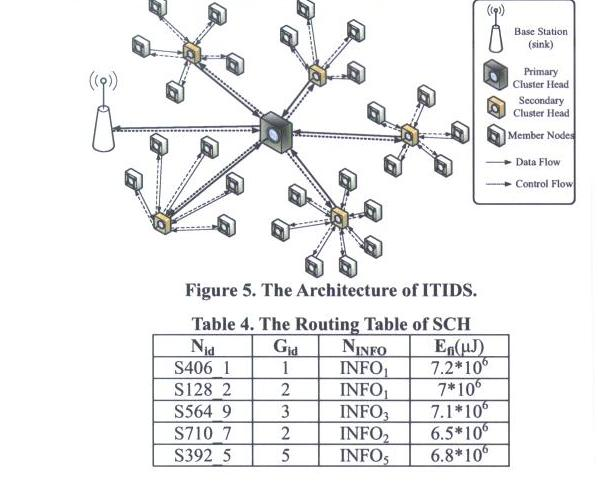 Base Station
(sink)
Primary
Cluster Head
Secondary
Cluster Head
Member Nodes
Data Flow
Control Flow
Figure 5. The Architecture of ITIDS.
Table 4. The Routing Table of SCH
Nid Gid NINFO Efi(μJ)
S406_1 1 INFO1 7.2*10^6
S128_2 2 INFO1 7*10^6
S564_9 3 INFO3 7.1*10^6
S710_7 2 INFO2 6.5*10^6
S392_5 5 INFO5 6.8*10^6